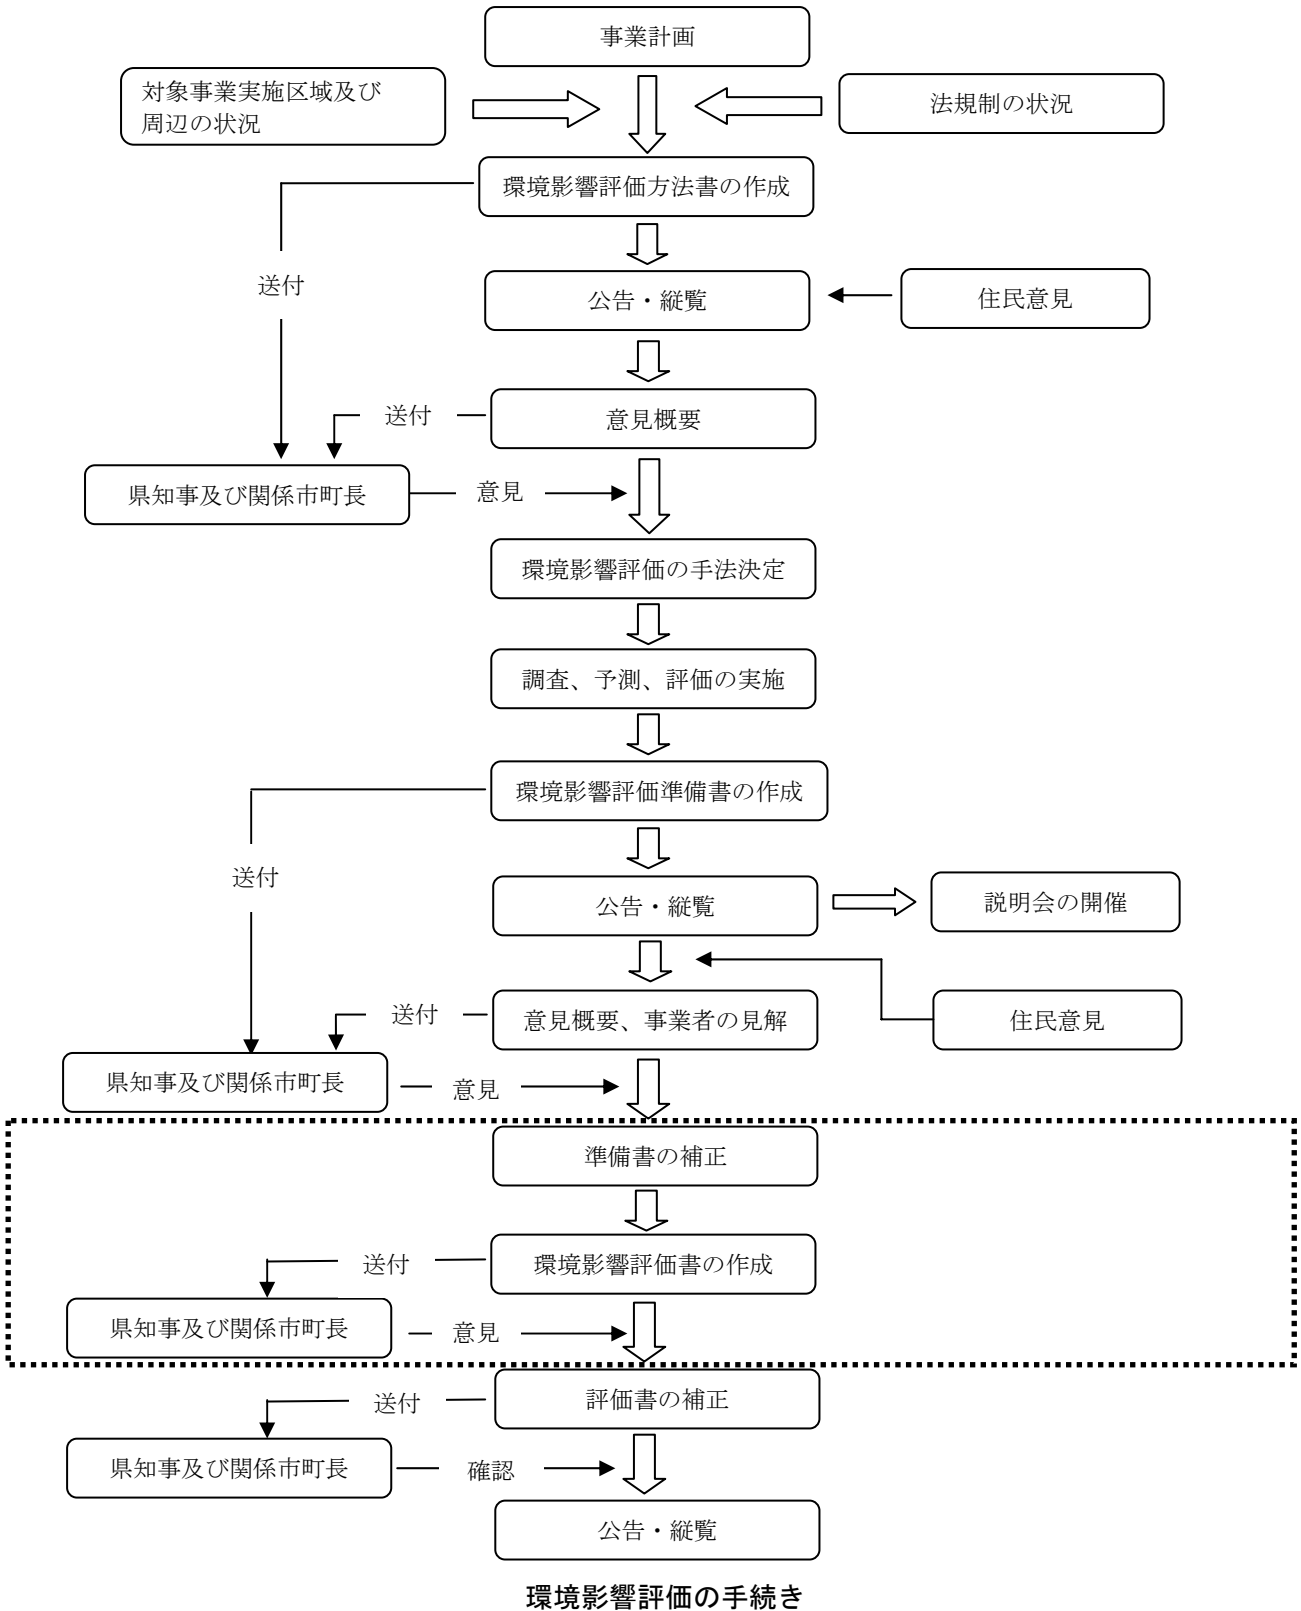 事業計画
対象事業実施区域及び
周辺の状況
法規制の状況
環境影響評価方法書の作成
送付
公告・縦覧
住民意見
送付
意見概要
県知事及び関係市町長
意見
環境影響評価の手法決定
調査、予測、評価の実施
環境影響評価準備書の作成
送付
公告・縦覧
説明会の開催
送付
意見概要、事業者の見解
住民意見
県知事及び関係市町長
意見
準備書の補正
送付
環境影響評価書の作成
県知事及び関係市町長
意見
送付
評価書の補正
県知事及び関係市町長
確認
公告・縦覧
環境影響評価の手続き